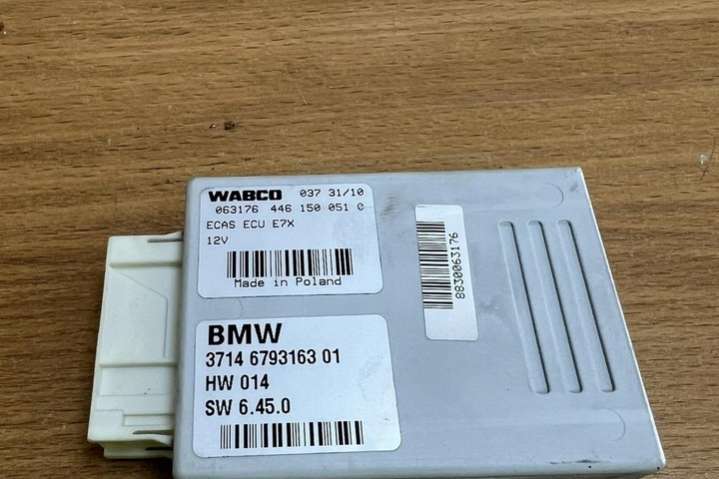 WABCO 037 31/10
063176 446 150 051 0
ECAS ECU E7X
12V
Made in Poland
8830063176
BMW
3714 6793163 01
HW 014
SW 6.45.0